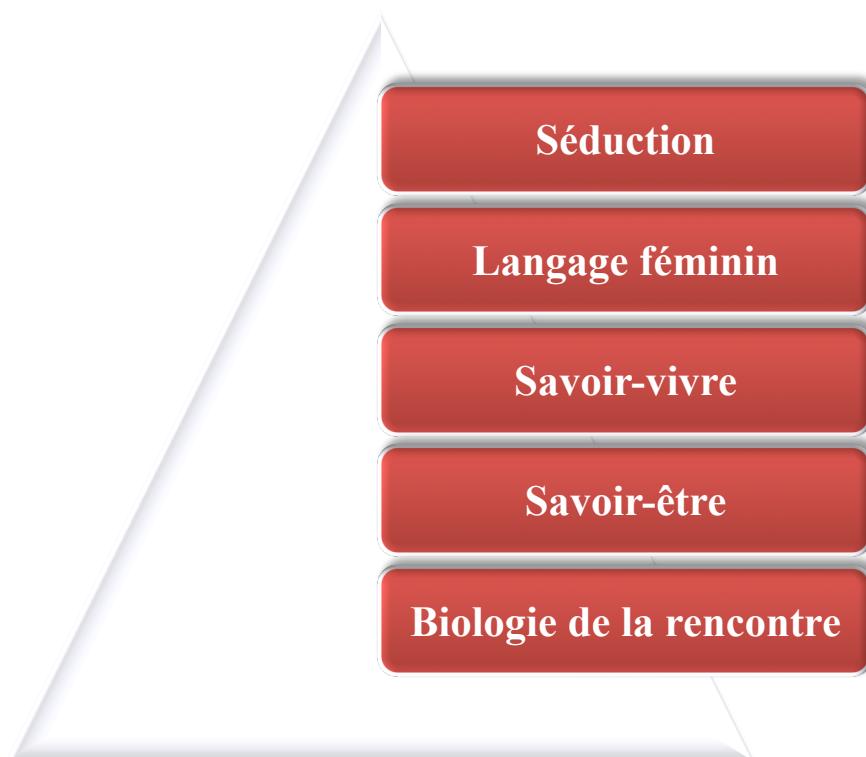 Séduction
Langage féminin
Savoir-vivre
Savoir-être
Biologie de la rencontre